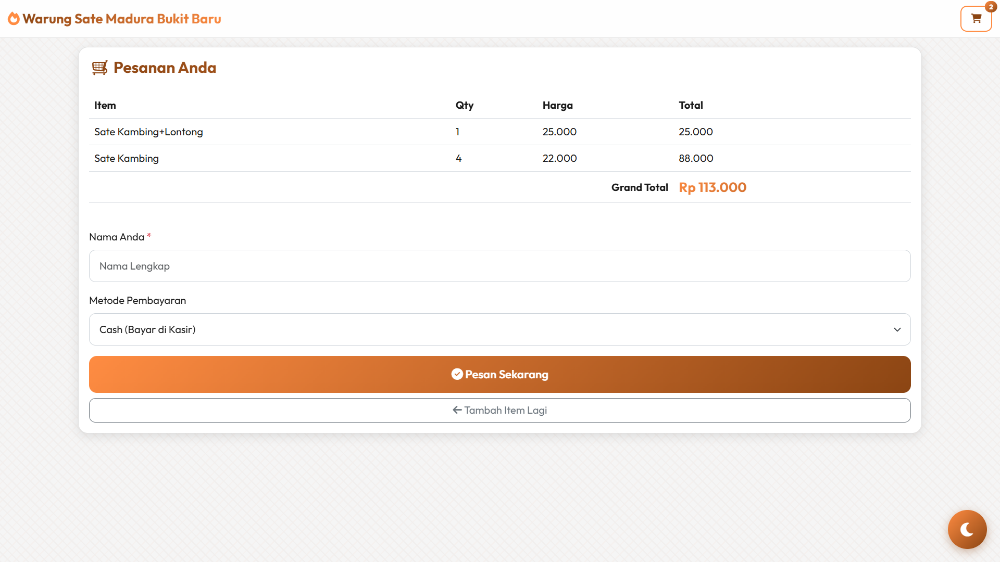 Warung Sate Madura Bukit Baru
2
Pesanan Anda
Item Qty Harga Total
Sate Kambing+Lontong 1 25.000 25.000
Sate Kambing 4 22.000 88.000
Grand Total Rp 113.000
Nama Anda *
Nama Lengkap
Metode Pembayaran
Cash (Bayar di Kasir)
Pesan Sekarang
Tambah Item Lagi